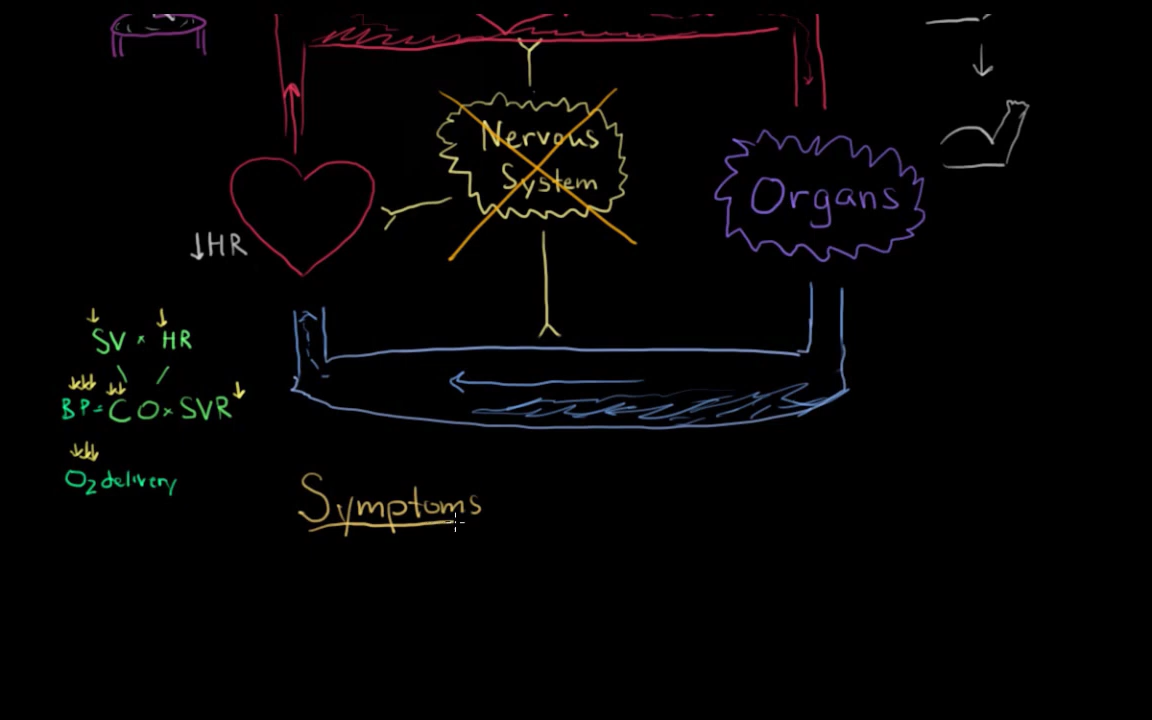 Nervous
System
Organs
↓HR
SV × HR
BP = CO × SVR
O₂ delivery
Symptoms